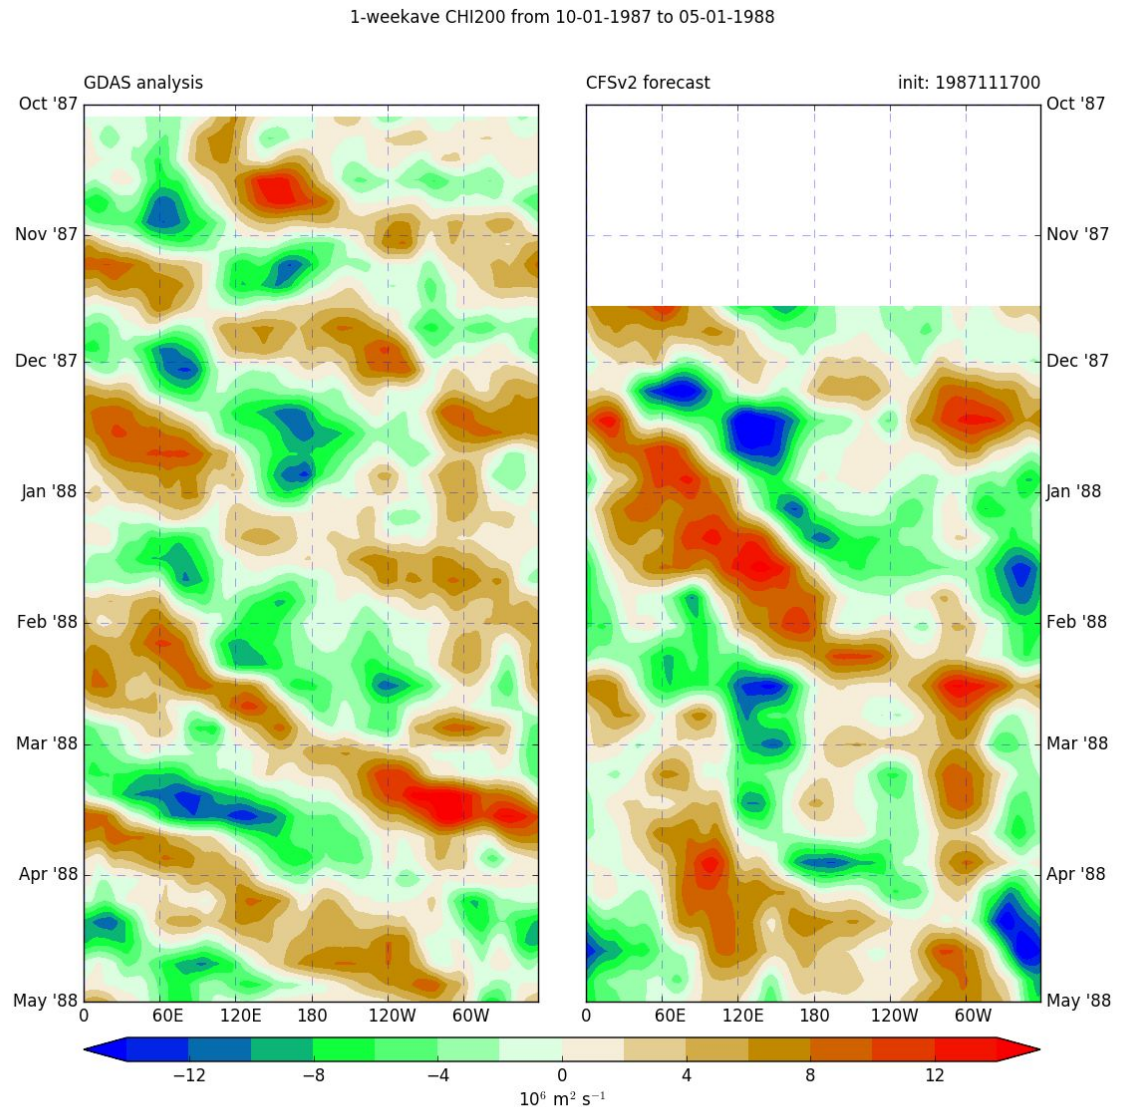 1-weekave CHI200 from 10-01-1987 to 05-01-1988
GDAS analysis
CFSv2 forecast init: 1987111700
Oct '87
Nov '87
Dec '87
Jan '88
Feb '88
Mar '88
Apr '88
May '88
Oct '87
Nov '87
Dec '87
Jan '88
Feb '88
Mar '88
Apr '88
May '88
0 60E 120E 180 120W 60W
0 60E 120E 180 120W 60W
−12 −8 −4 0 4 8 12
10⁶ m² s⁻¹